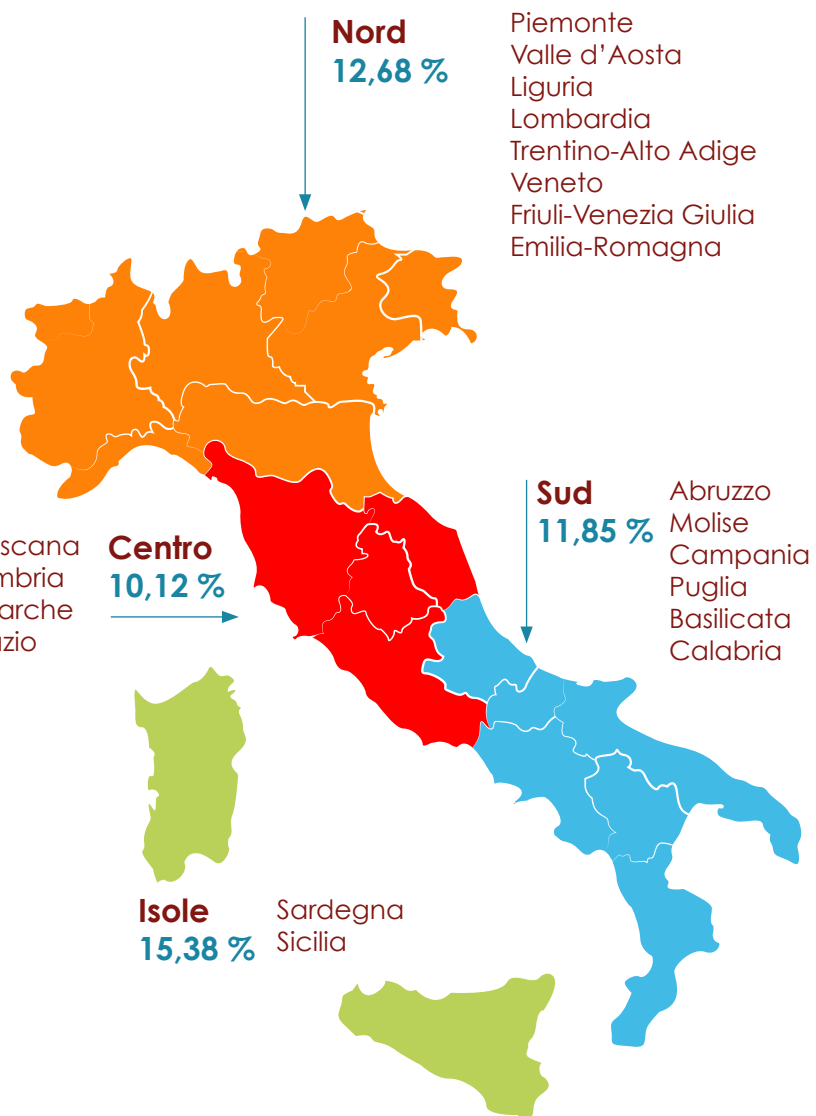 Nord
12,68 %
Piemonte
Valle d’Aosta
Liguria
Lombardia
Trentino-Alto Adige
Veneto
Friuli-Venezia Giulia
Emilia-Romagna
Sud
11,85 %
Abruzzo
Molise
Campania
Puglia
Basilicata
Calabria
scana
mbria
arche
zio
Centro
10,12 %
Isole
15,38 %
Sardegna
Sicilia